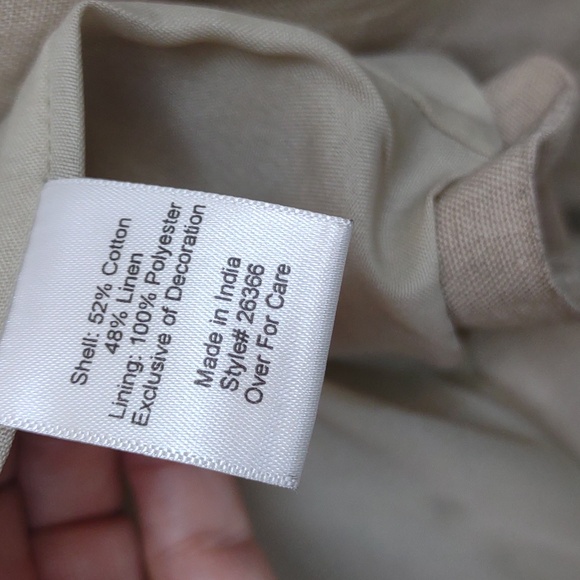 Shell: 52% Cotton
48% Linen
Lining: 100% Polyester
Exclusive of Decoration
Made in India
Style# 26366
Over For Care